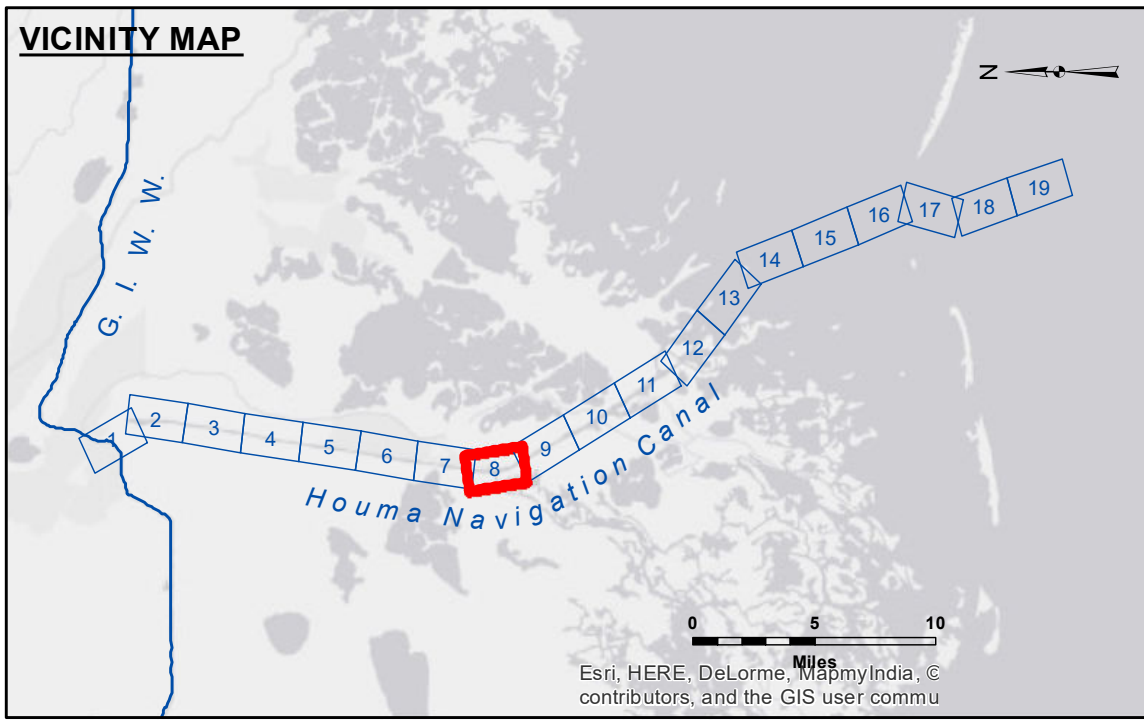 VICINITY MAP
N
G. I. W. W.
1
2
3
4
5
6
7
8
9
10
11
12
13
14
15
16
17
18
19
Houma Navigation Canal
0 5 10
Miles
Esri, HERE, DeLorme, MapmyIndia, ©
contributors, and the GIS user commu